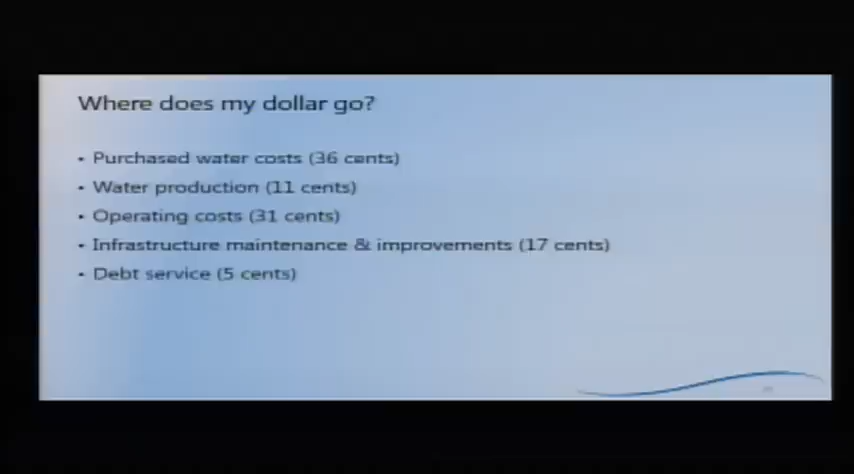 Where does my dollar go?
• Purchased water costs (36 cents)
• Water production (11 cents)
• Operating costs (31 cents)
• Infrastructure maintenance & improvements (17 cents)
• Debt service (5 cents)